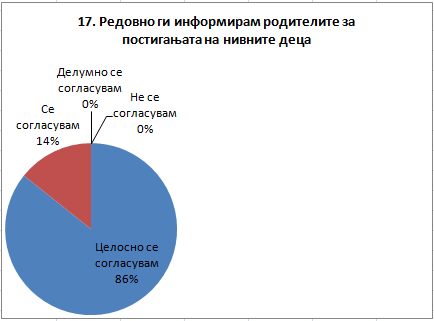 17. Редовно ги информирам родителите за
постигањата на нивните деца
Делумно се
согласувам
0%
Не се
согласувам
0%
Се
согласувам
14%
Целосно се
согласувам
86%